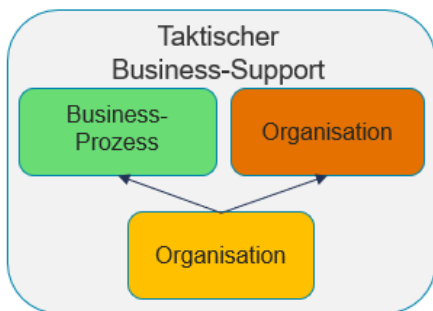 Taktischer
Business-Support
Business-
Prozess
Organisation
Organisation